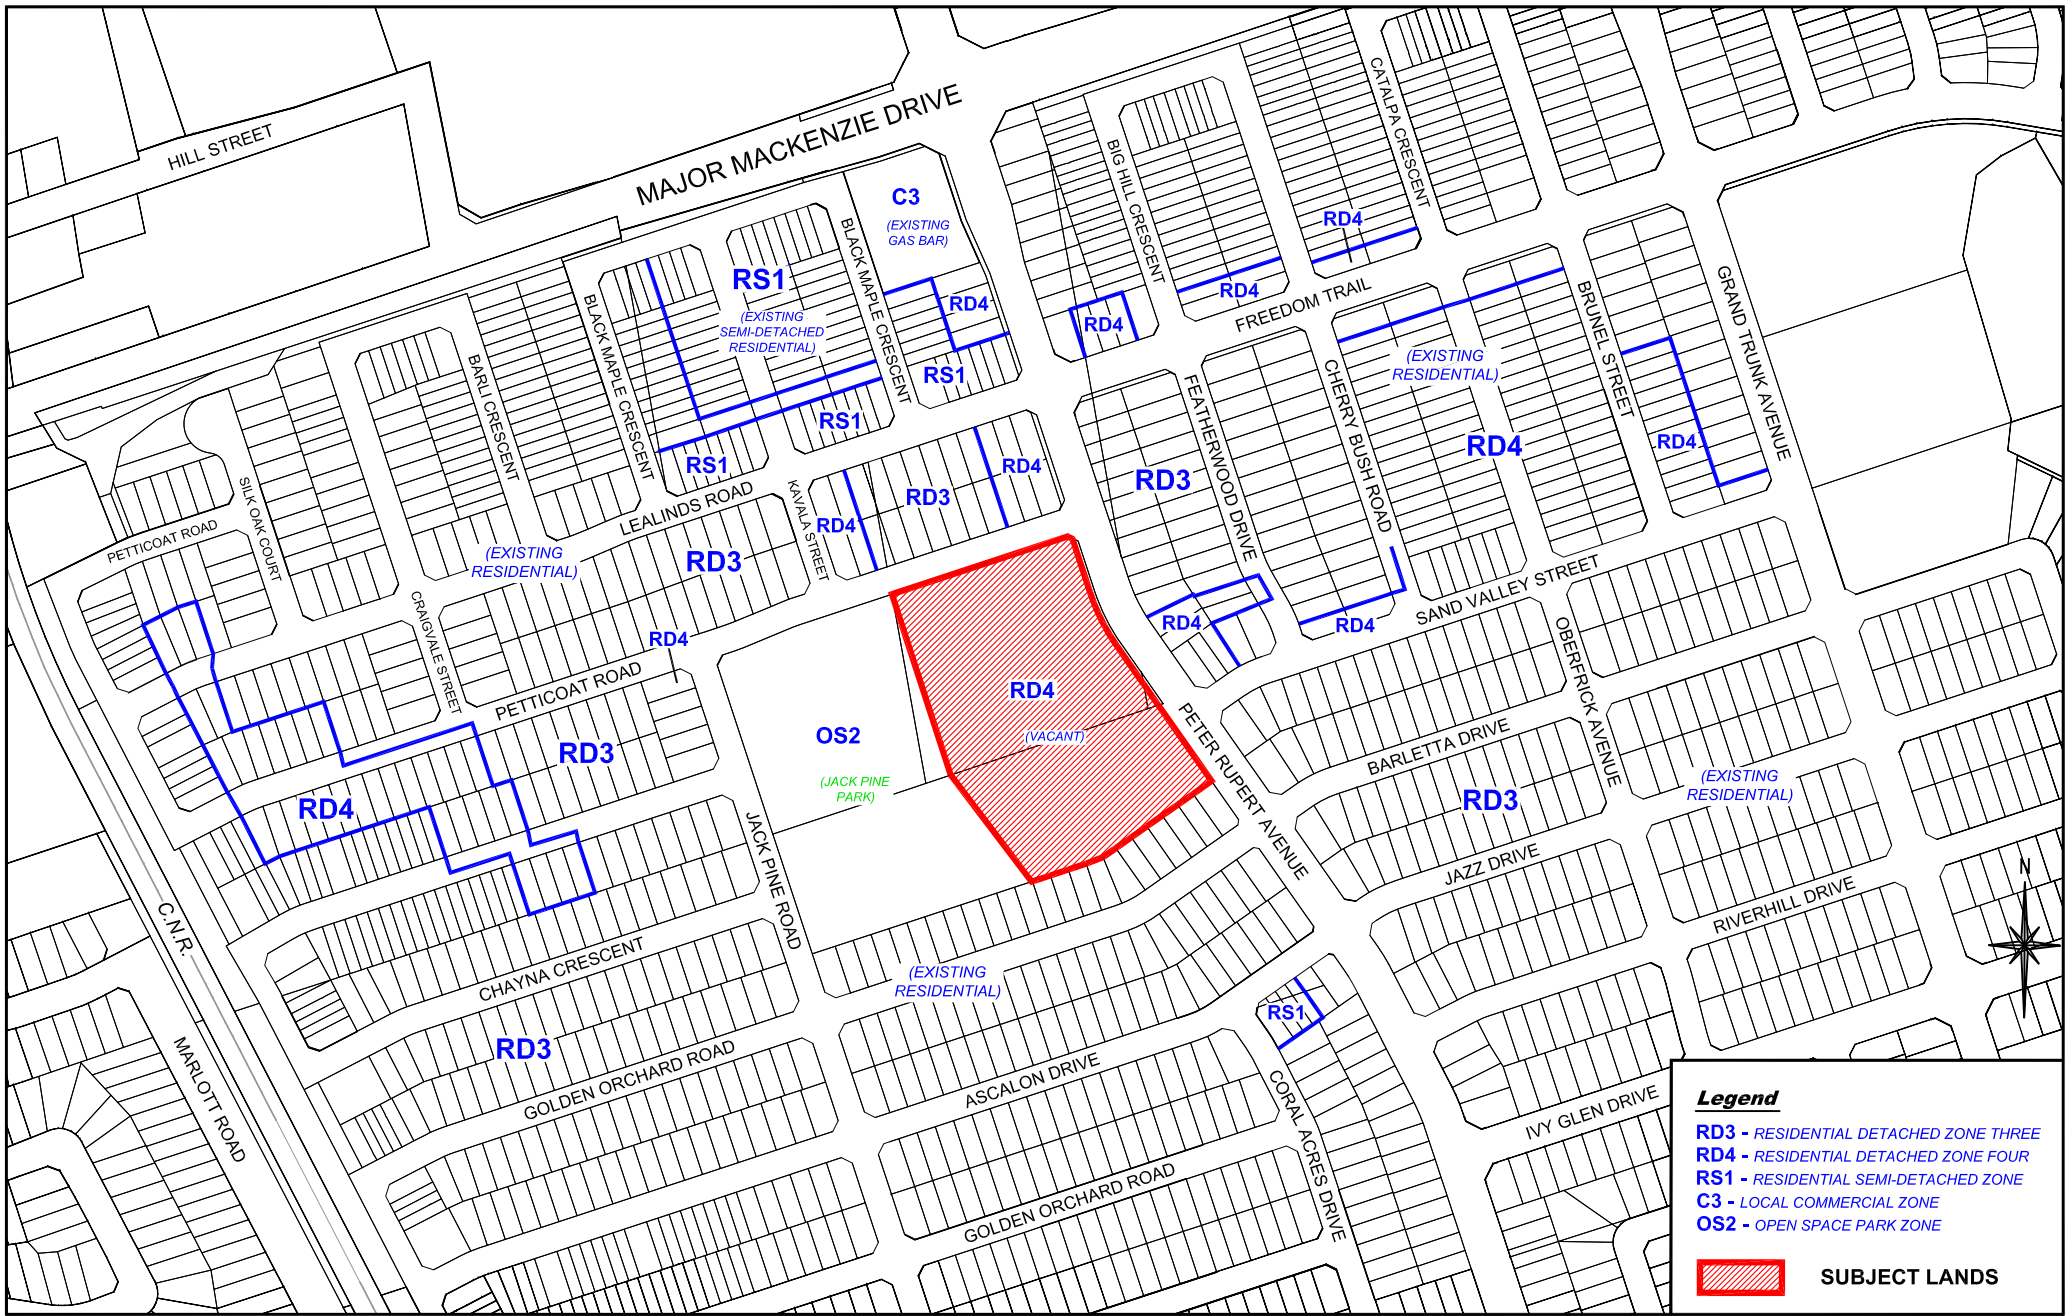 HILL STREET
MAJOR MACKENZIE DRIVE
CATALPA CRESCENT
BIG HILL CRESCENT
C3
(EXISTING
GAS BAR)
RD4
BLACK MAPLE CRESCENT
RS1
(EXISTING
SEMI-DETACHED
RESIDENTIAL)
BLACK MAPLE CRESCENT
RD4
RD4
RD4
FREEDOM TRAIL
GRAND TRUNK AVENUE
BRUNEL STREET
BARLI CRESCENT
RS1
RS1
RS1
(EXISTING
RESIDENTIAL)
RD4
RD4
FEATHERWOOD DRIVE
CHERRY BUSH ROAD
RD3
RD4
RD3
RD4
KAVALA STREET
LEALINDS ROAD
SILK OAK COURT
PETTICOAT ROAD
(EXISTING
RESIDENTIAL)
RD3
CRAIGVALE STREET
RD4
PETTICOAT ROAD
RD4
RD4
SAND VALLEY STREET
OBERFRICK AVENUE
RD4
(VACANT)
OS2
(JACK PINE
PARK)
RD3
RD4
PETER RUPERT AVENUE
BARLETTA DRIVE
RD3
(EXISTING
RESIDENTIAL)
JAZZ DRIVE
RIVERHILL DRIVE
N
JACK PINE ROAD
C.N.R.
CHAYNA CRESCENT
(EXISTING
RESIDENTIAL)
RS1
RD3
GOLDEN ORCHARD ROAD
ASCALON DRIVE
MARLOTT ROAD
CORAL ACRES DRIVE
IVY GLEN DRIVE
GOLDEN ORCHARD ROAD
Legend
RD3 - RESIDENTIAL DETACHED ZONE THREE
RD4 - RESIDENTIAL DETACHED ZONE FOUR
RS1 - RESIDENTIAL SEMI-DETACHED ZONE
C3 - LOCAL COMMERCIAL ZONE
OS2 - OPEN SPACE PARK ZONE
SUBJECT LANDS